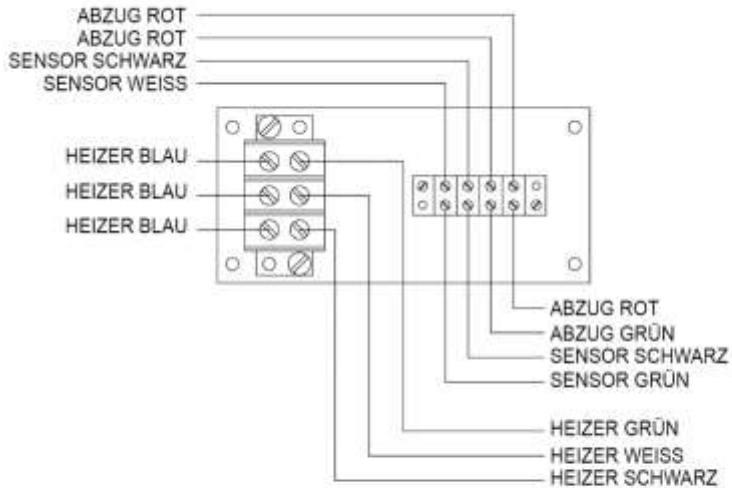 ABZUG ROT
ABZUG ROT
SENSOR SCHWARZ
SENSOR WEISS
HEIZER BLAU
HEIZER BLAU
HEIZER BLAU
ABZUG ROT
ABZUG GRÜN
SENSOR SCHWARZ
SENSOR GRÜN
HEIZER GRÜN
HEIZER WEISS
HEIZER SCHWARZ